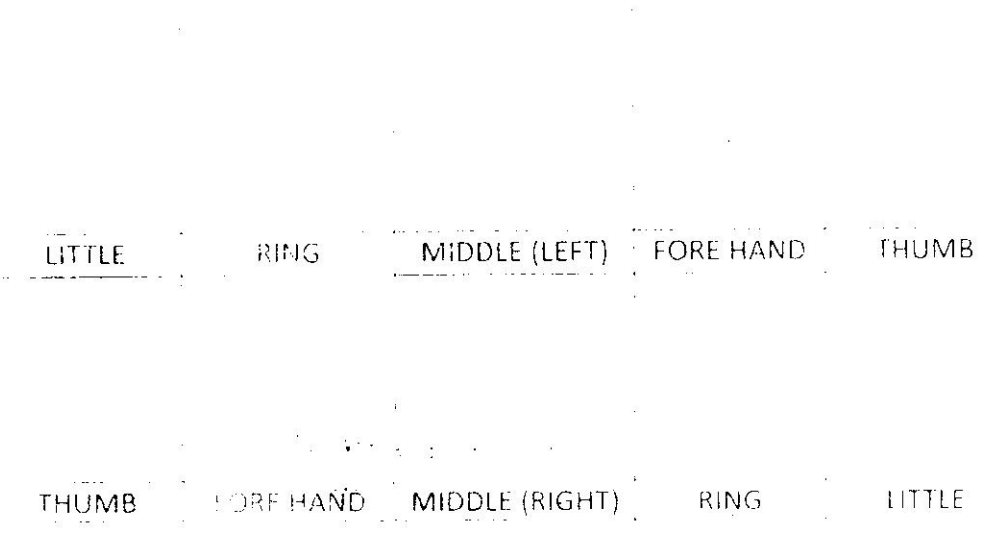 LITTLE RING MIDDLE (LEFT) FORE HAND THUMB
THUMB FORE HAND MIDDLE (RIGHT) RING LITTLE